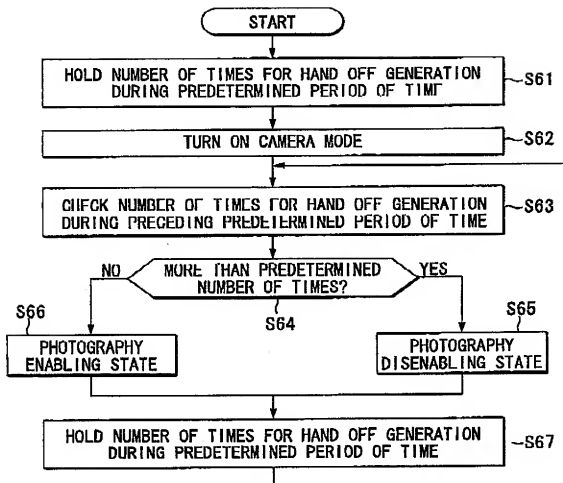 START
HOLD NUMBER OF TIMES FOR HAND OFF GENERATION
DURING PREDETERMINED PERIOD OF TIME
S61
TURN ON CAMERA MODE
S62
CHECK NUMBER OF TIMES FOR HAND OFF GENERATION
DURING PRECEDING PREDETERMINED PERIOD OF TIME
S63
NO
MORE THAN PREDETERMINED
NUMBER OF TIMES?
YES
S64
S66
PHOTOGRAPHY
ENABLING STATE
S65
PHOTOGRAPHY
DISENABLING STATE
HOLD NUMBER OF TIMES FOR HAND OFF GENERATION
DURING PREDETERMINED PERIOD OF TIME
S67